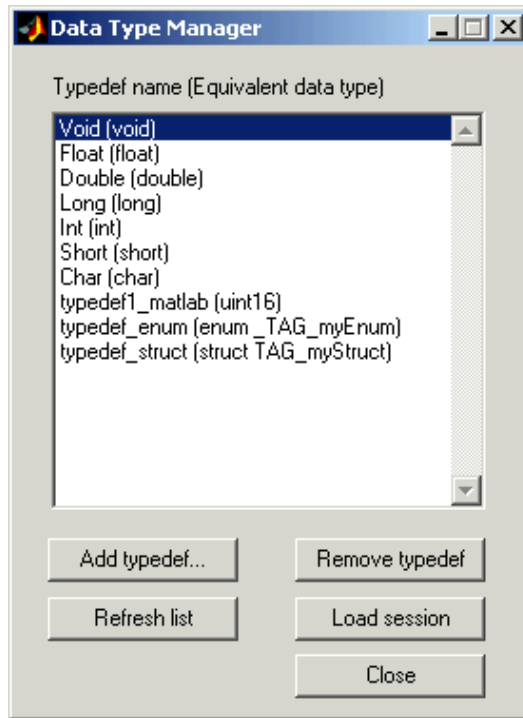 Data Type Manager
Typedef name (Equivalent data type)
Void (void)
Float (float)
Double (double)
Long (long)
Int (int)
Short (short)
Char (char)
typedef1_matlab (uint16)
typedef_enum (enum _TAG_myEnum)
typedef_struct (struct TAG_myStruct)
Add typedef... Remove typedef
Refresh list Load session
Close